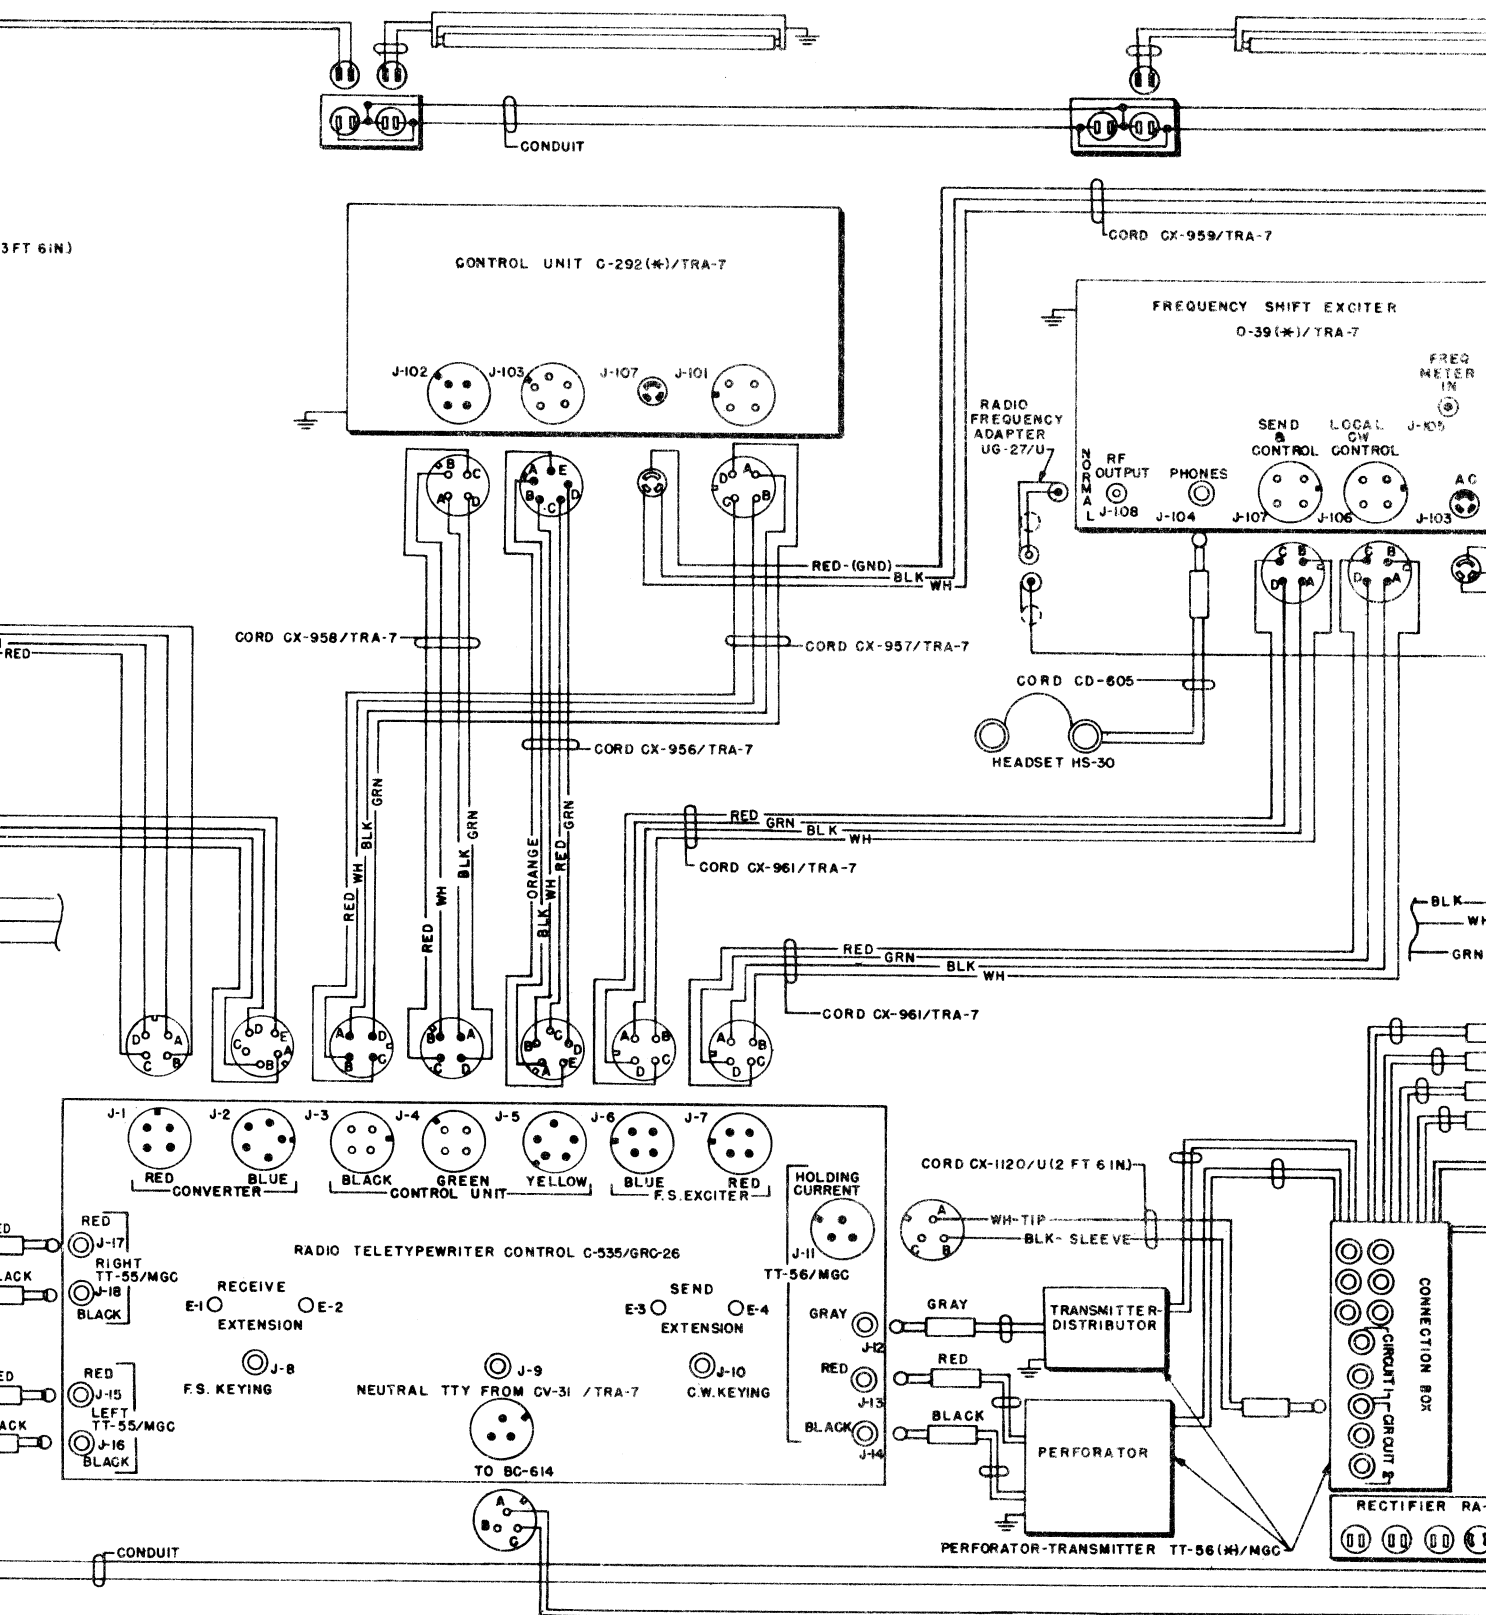 CONDUIT
CORD CX-959/TRA-7
3FT 6IN)
CONTROL UNIT C-292(*)/TRA-7
J-102
J-103
J-107
J-101
FREQUENCY SHIFT EXCITER
O-39(*)/TRA-7
FREQ
METER
IN
J-105
RADIO
FREQUENCY
ADAPTER
UG-27/U
NORMAL
RF
OUTPUT
J-108
PHONES
J-104
SEND
&
CONTROL
J-107
LOCAL
CW
CONTROL
J-106
AC
J-103
B C
A D
A E
B C D
D A
C B
C B
D A
C B
D A
RED-(GND)
BLK
WH
RED
CORD CX-958/TRA-7
CORD CX-957/TRA-7
CORD CX-956/TRA-7
CORD CD-605
HEADSET HS-30
RED
WH
BLK
GRN
RED
WH
BLK
GRN
ORANGE
BLK
WH
RED
GRN
RED
GRN
BLK
WH
CORD CX-961/TRA-7
RED
GRN
BLK
WH
CORD CX-961/TRA-7
BLK
WH
GRN
D A
C B
D E
C A
B
A D
B C
B A
C D
B C D
A E
A B
D C
A B
D C
J-1
J-2
J-3
J-4
J-5
J-6
J-7
RED
BLUE
CONVERTER
BLACK
GREEN
YELLOW
CONTROL UNIT
BLUE
RED
F.S.EXCITER
HOLDING
CURRENT
J-11
TT-56/MGC
CORD CX-1120/U(2 FT 6IN)
A
C B
WH-TIP
BLK-SLEEVE
RED
J-17
RIGHT
TT-55/MGC
J-18
BLACK
RADIO TELETYPEWRITER CONTROL C-535/GRC-26
RECEIVE
E-1
E-2
EXTENSION
SEND
E-3
E-4
EXTENSION
GRAY
J-12
RED
J-13
BLACK
J-14
GRAY
RED
BLACK
TRANSMITTER-
DISTRIBUTOR
PERFORATOR
CONNECTION BOX
CIRCUIT 1
CIRCUIT 2
RED
J-15
LEFT
TT-55/MGC
J-16
BLACK
J-8
F.S. KEYING
J-9
NEUTRAL TTY FROM CV-31 /TRA-7
J-10
C.W.KEYING
TO BC-614
A
B C
RECTIFIER RA-
PERFORATOR-TRANSMITTER TT-56(*)/MGC
CONDUIT